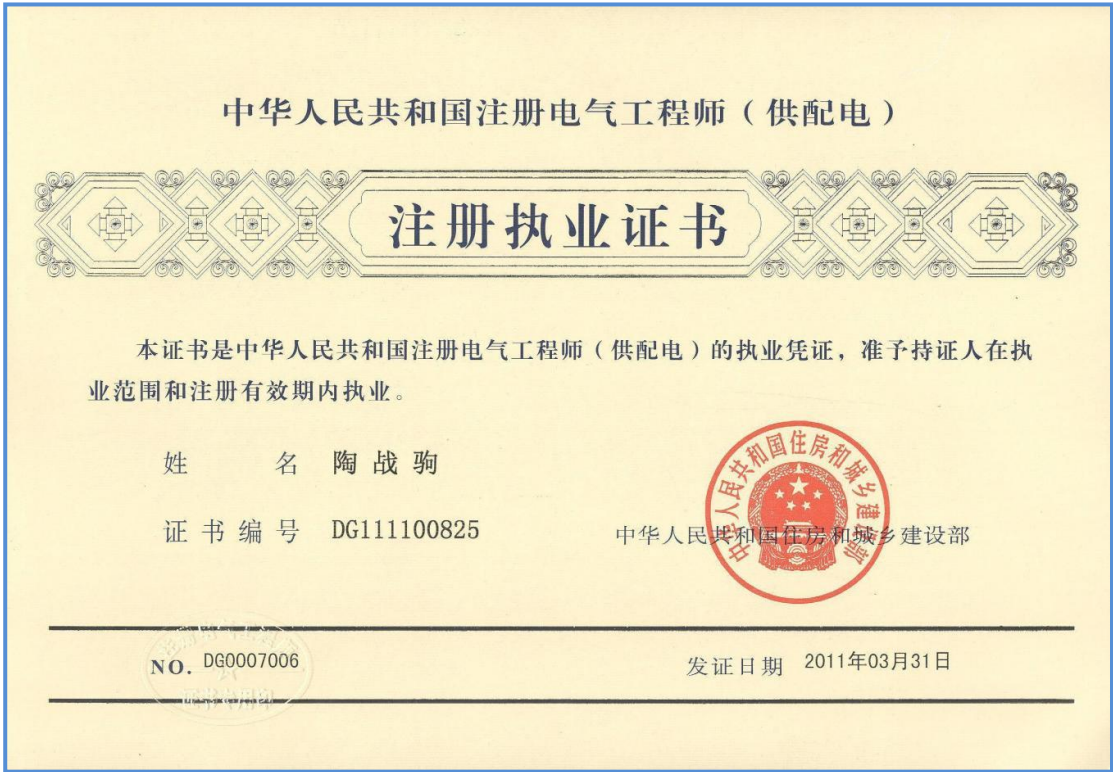 中华人民共和国注册电气工程师（供配电）
注册执业证书
本证书是中华人民共和国注册电气工程师（供配电）的执业凭证，准予持证人在执
业范围和注册有效期内执业。
姓 名 陶战驹
证书编号 DG111100825
中华人民共和国住房和城乡建设部
中华人民共和国住房和城乡建设部
NO. DG0007006
证书专用印
发证日期 2011年03月31日